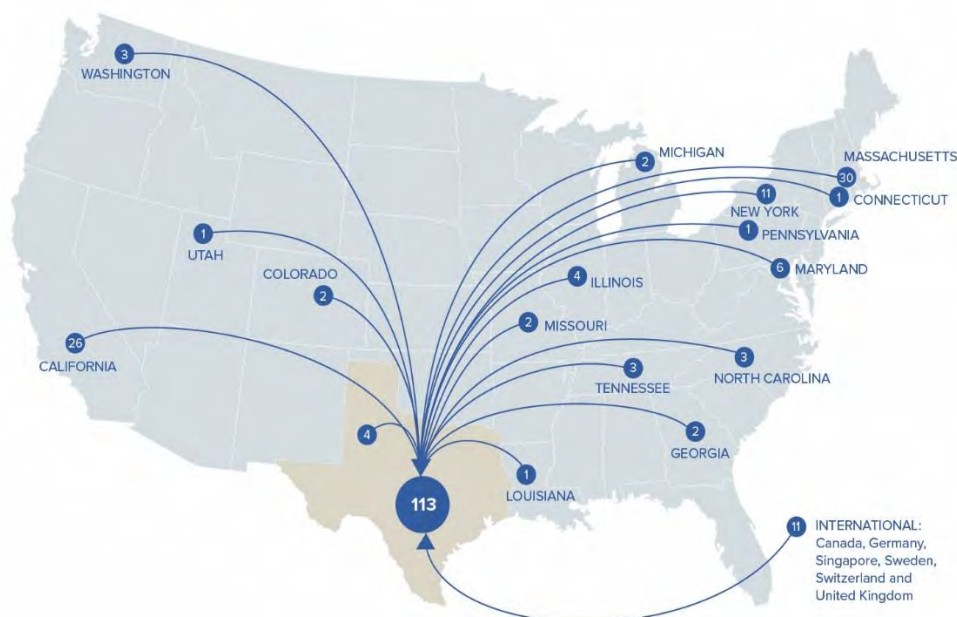 3
WASHINGTON
2
MICHIGAN
MASSACHUSETTS
30
1
CONNECTICUT
11
NEW YORK
1
PENNSYLVANIA
1
UTAH
6
MARYLAND
COLORADO
2
4
ILLINOIS
2
MISSOURI
26
CALIFORNIA
3
NORTH CAROLINA
3
TENNESSEE
4
2
GEORGIA
1
LOUISIANA
113
11
INTERNATIONAL:
Canada, Germany,
Singapore, Sweden,
Switzerland and
United Kingdom